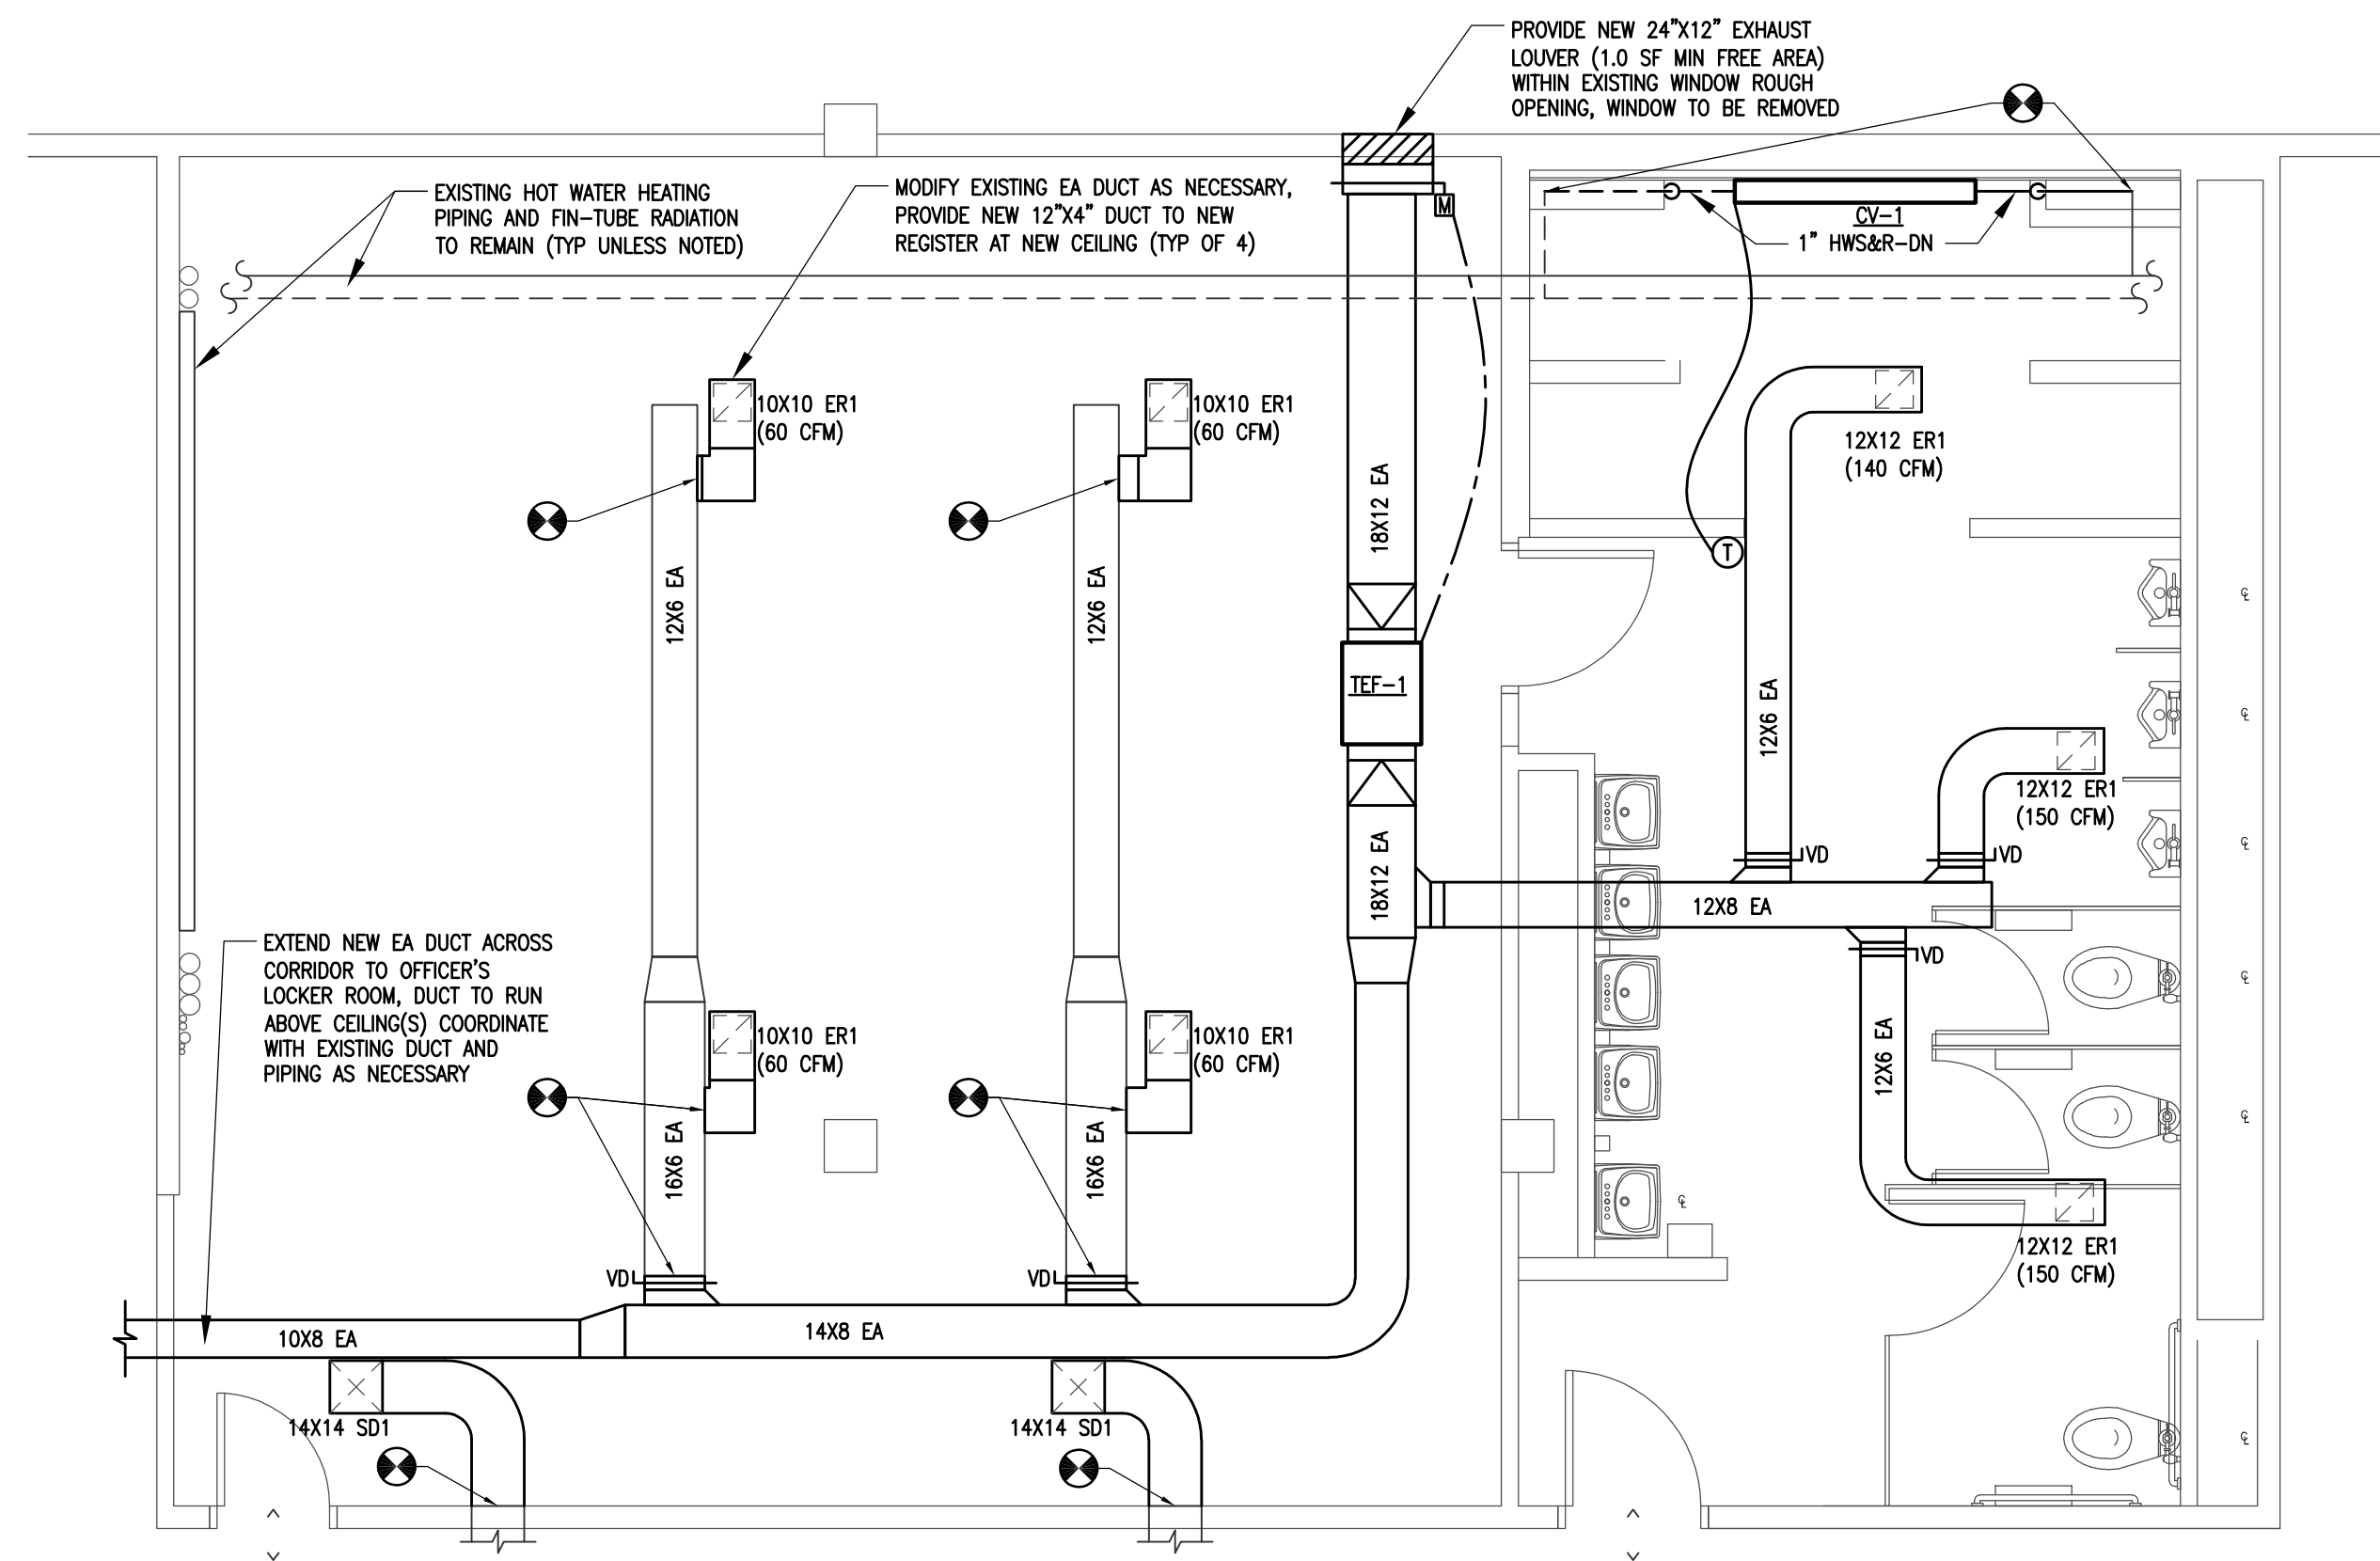 PROVIDE NEW 24"X12" EXHAUST
LOUVER (1.0 SF MIN FREE AREA)
WITHIN EXISTING WINDOW ROUGH
OPENING, WINDOW TO BE REMOVED
EXISTING HOT WATER HEATING
PIPING AND FIN-TUBE RADIATION
TO REMAIN (TYP UNLESS NOTED)
MODIFY EXISTING EA DUCT AS NECESSARY,
PROVIDE NEW 12"X4" DUCT TO NEW
REGISTER AT NEW CEILING (TYP OF 4)
M
CV-1
1" HWS&R-DN
10X10 ER1
(60 CFM)
10X10 ER1
(60 CFM)
12X12 ER1
(140 CFM)
18X12 EA
T
12X6 EA
12X6 EA
TEF-1
12X6 EA
12X12 ER1
(150 CFM)
VD
VD
18X12 EA
12X8 EA
VD
EXTEND NEW EA DUCT ACROSS
CORRIDOR TO OFFICER'S
LOCKER ROOM, DUCT TO RUN
ABOVE CEILING(S) COORDINATE
WITH EXISTING DUCT AND
PIPING AS NECESSARY
10X10 ER1
(60 CFM)
10X10 ER1
(60 CFM)
12X6 EA
16X6 EA
16X6 EA
12X12 ER1
(150 CFM)
VD
VD
10X8 EA
14X8 EA
14X14 SD1
14X14 SD1